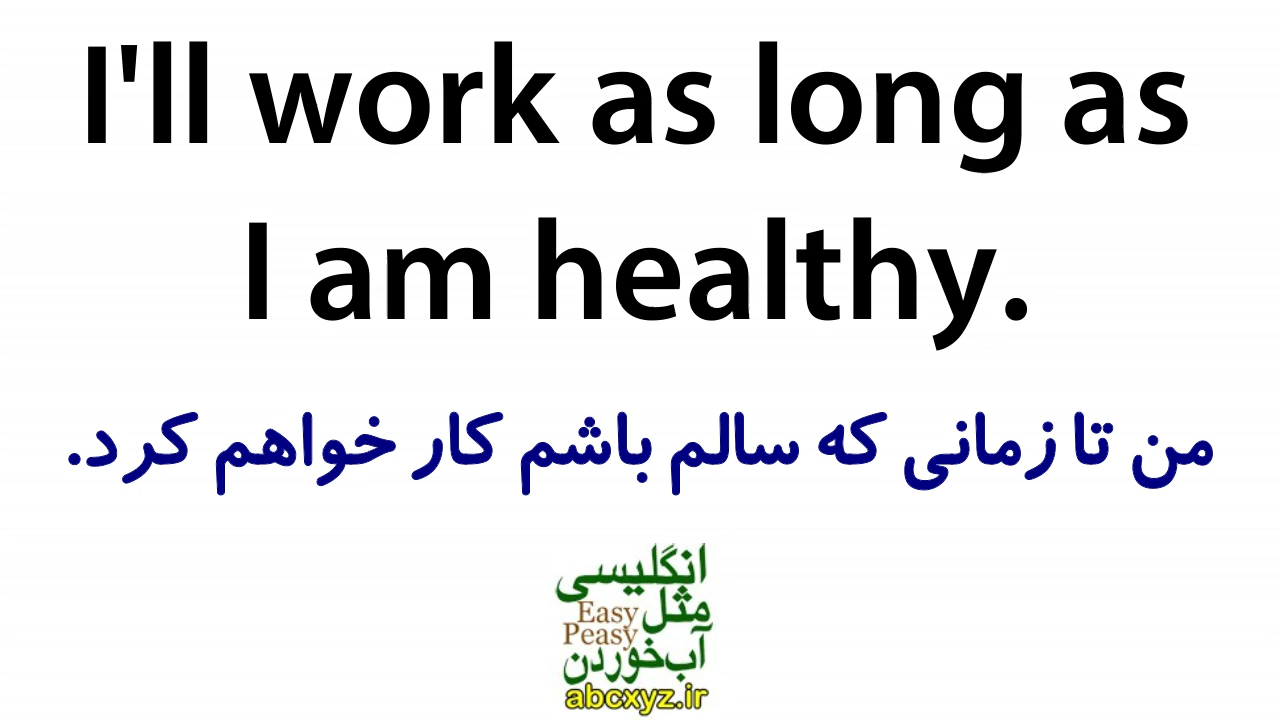 I'll work as long as
I am healthy.
من تا زمانی که سالم باشم کار خواهم کرد.
انگلیسی
مثل Easy
Peasy
آب‌خوردن
abcxyz.ir